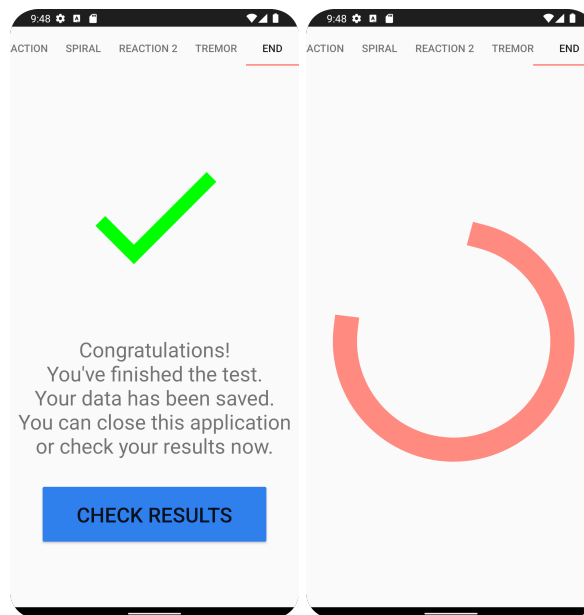 9:48
ACTION SPIRAL REACTION 2 TREMOR END
Congratulations!
You've finished the test.
Your data has been saved.
You can close this application
or check your results now.
CHECK RESULTS
9:48
ACTION SPIRAL REACTION 2 TREMOR END